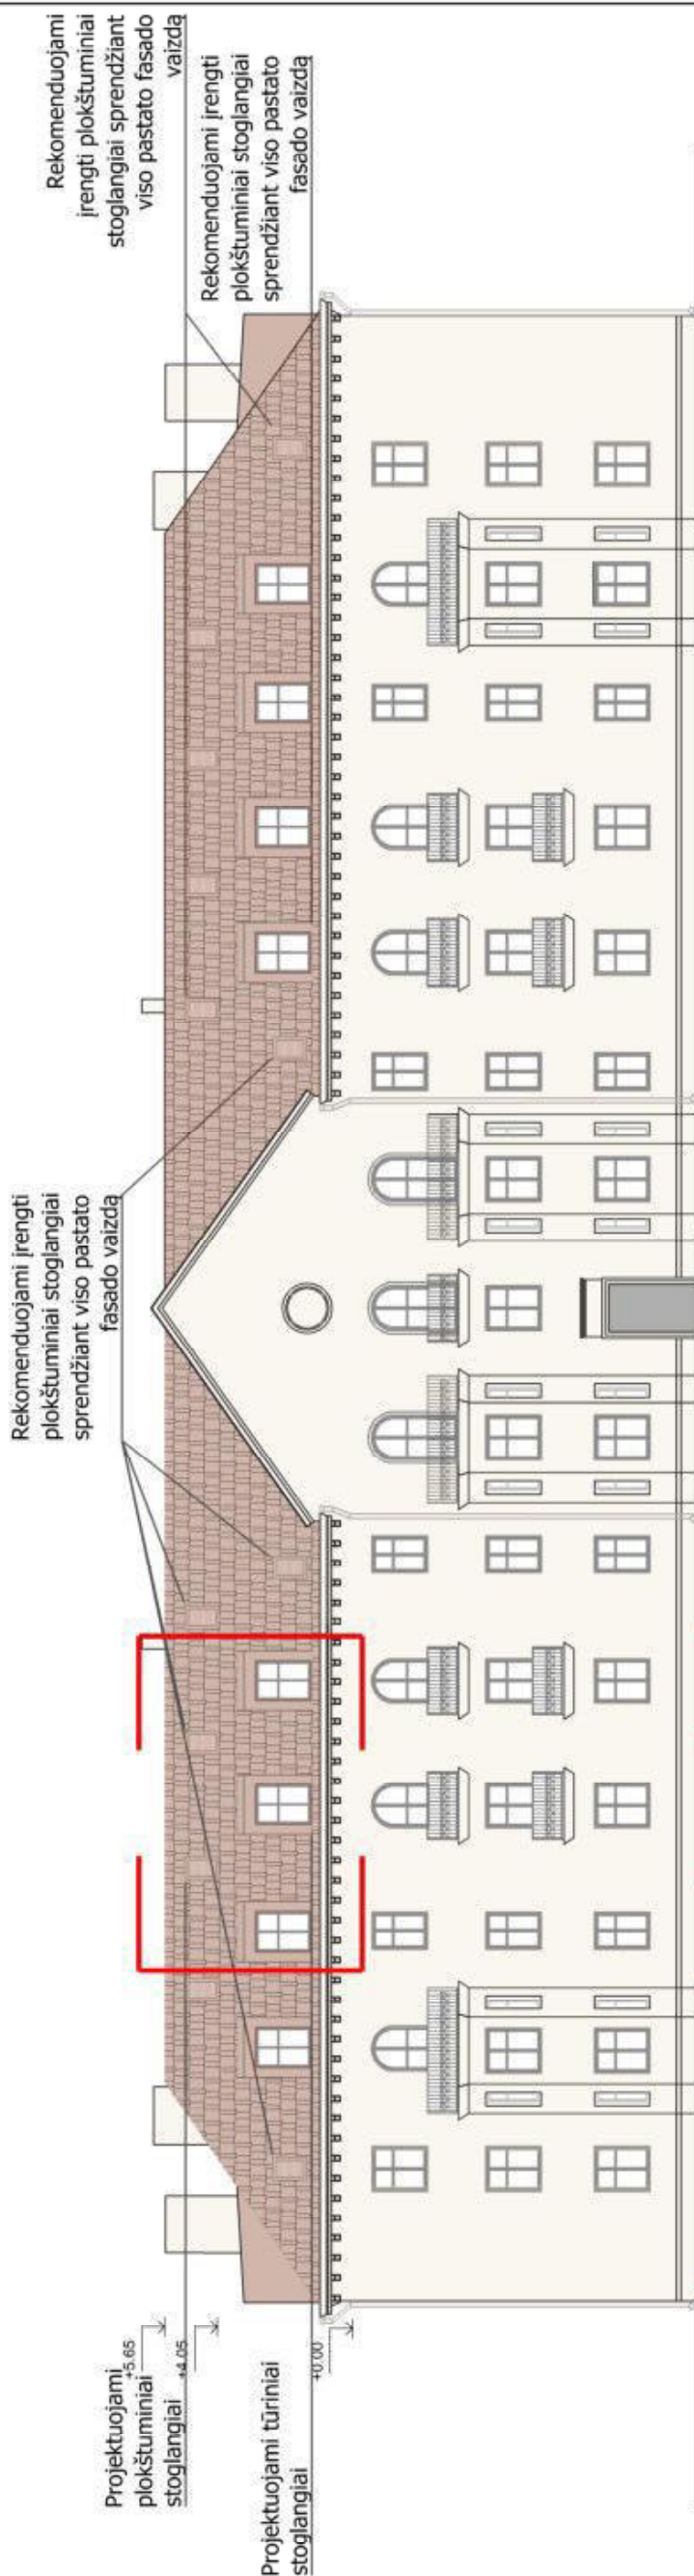 Projektuojami
plokštuminiai
stoglangiai
+5.65
+4.05
Projektuojami tūriniai
stoglangiai
+0.00
Rekomenduojami įrengti
plokštuminiai stoglangiai
sprendžiant viso pastato
fasado vaizdą
Rekomenduojami
įrengti plokštuminiai
stoglangiai sprendžiant
viso pastato fasado
vaizdą
Rekomenduojami įrengti
plokštuminiai stoglangiai
sprendžiant viso pastato
fasado vaizdą